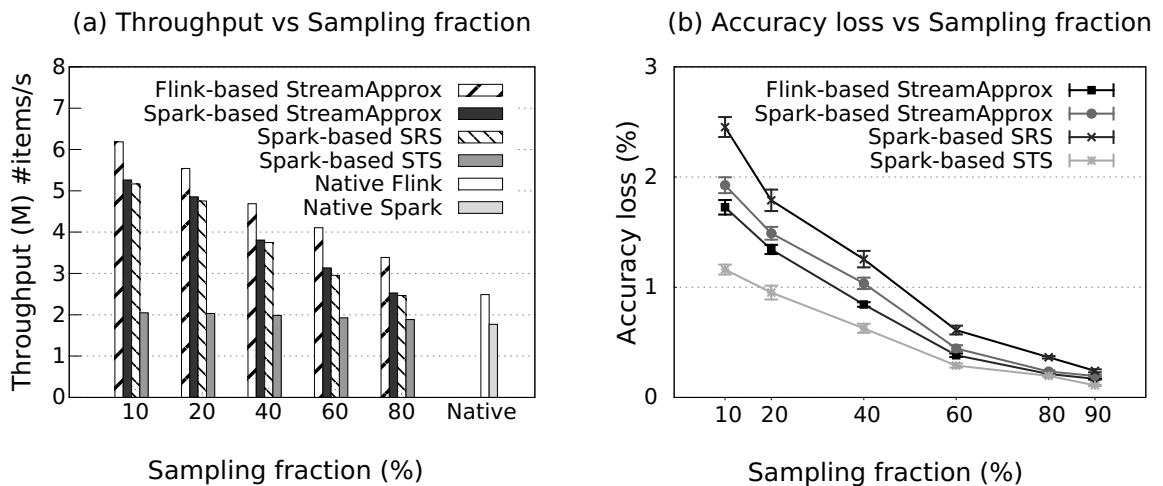 (a) Throughput vs Sampling fraction
Throughput (M) #items/s
8
7
6
5
4
3
2
1
0
Flink-based StreamApprox
Spark-based StreamApprox
Spark-based SRS
Spark-based STS
Native Flink
Native Spark
10 20 40 60 80 Native
Sampling fraction (%)
(b) Accuracy loss vs Sampling fraction
Accuracy loss (%)
3
2
1
0
Flink-based StreamApprox
Spark-based StreamApprox
Spark-based SRS
Spark-based STS
10 20 40 60 80 90
Sampling fraction (%)